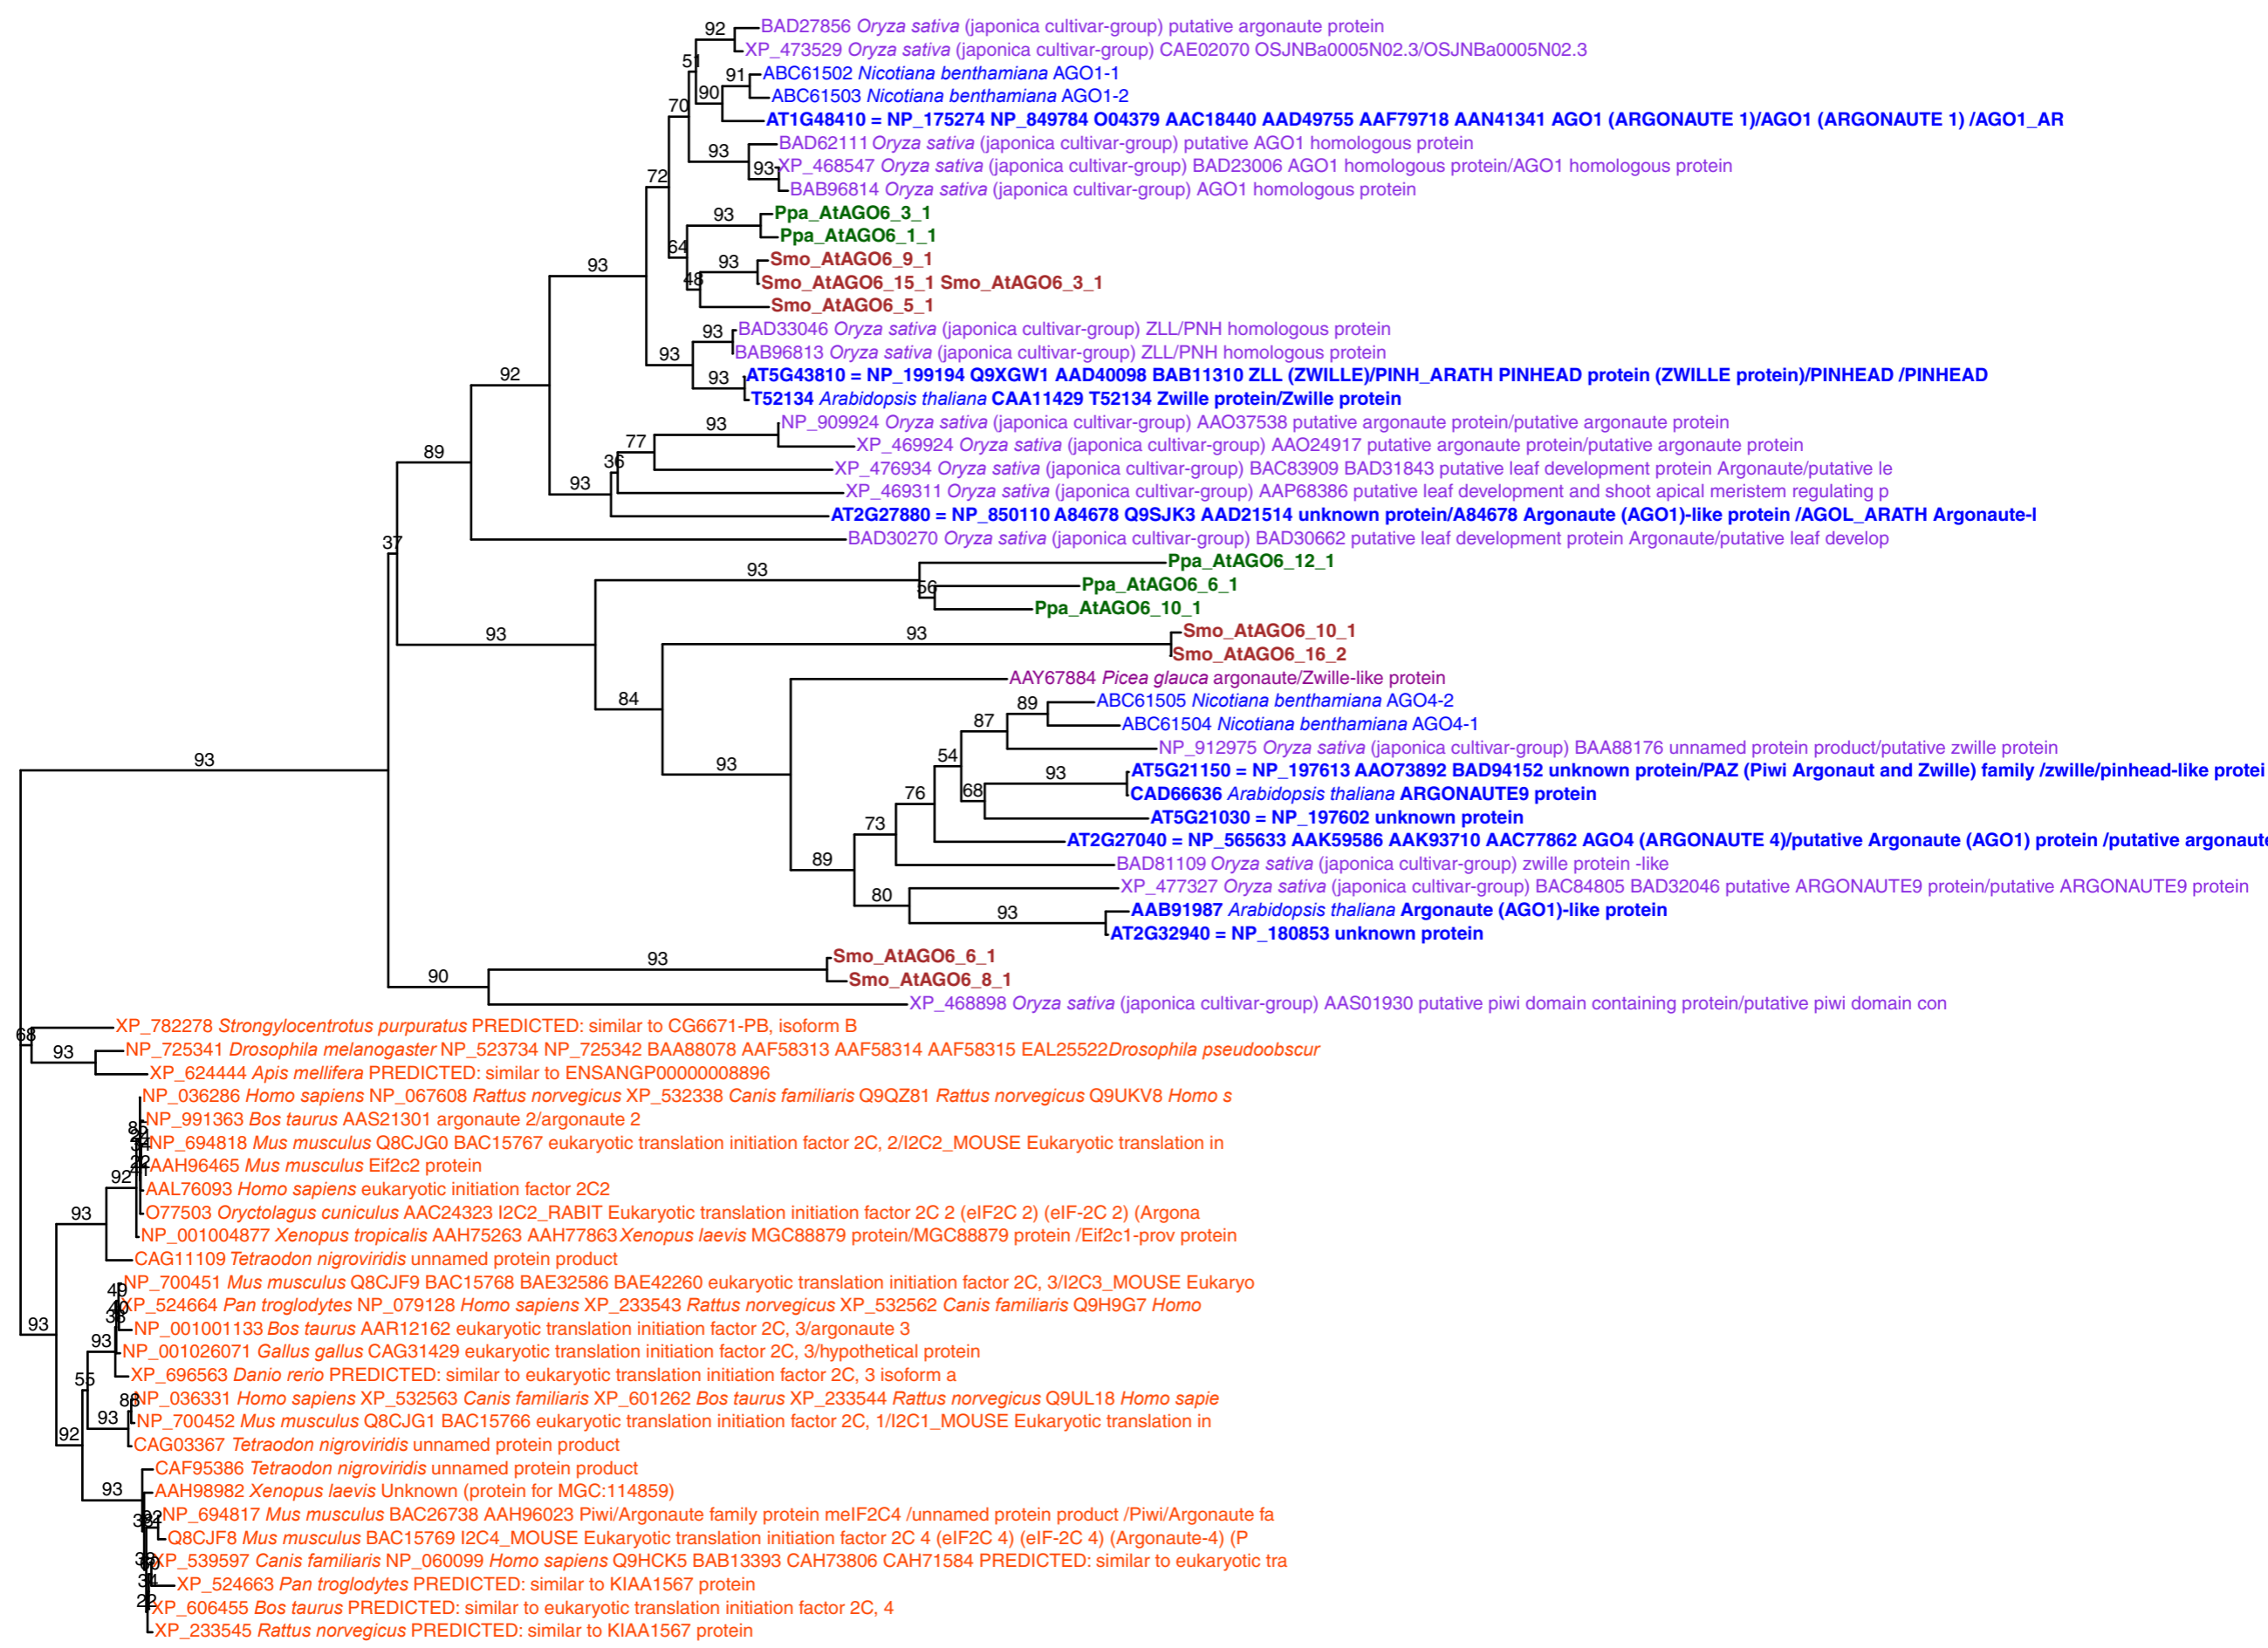 92
BAD27856 Oryza sativa (japonica cultivar-group) putative argonaute protein
XP_473529 Oryza sativa (japonica cultivar-group) CAE02070 OSJNBa0005N02.3/OSJNBa0005N02.3
51
91
ABC61502 Nicotiana benthamiana AGO1-1
90
ABC61503 Nicotiana benthamiana AGO1-2
70
AT1G48410 = NP_175274 NP_849784 O04379 AAC18440 AAD49755 AAF79718 AAN41341 AGO1 (ARGONAUTE 1)/AGO1 (ARGONAUTE 1) /AGO1_AR
BAD62111 Oryza sativa (japonica cultivar-group) putative AGO1 homologous protein
93
93
XP_468547 Oryza sativa (japonica cultivar-group) BAD23006 AGO1 homologous protein/AGO1 homologous protein
72
BAB96814 Oryza sativa (japonica cultivar-group) AGO1 homologous protein
93
Ppa_AtAGO6_3_1
Ppa_AtAGO6_1_1
64
93
Smo_AtAGO6_9_1
93
48
Smo_AtAGO6_15_1 Smo_AtAGO6_3_1
Smo_AtAGO6_5_1
93
BAD33046 Oryza sativa (japonica cultivar-group) ZLL/PNH homologous protein
93
BAB96813 Oryza sativa (japonica cultivar-group) ZLL/PNH homologous protein
92
93
AT5G43810 = NP_199194 Q9XGW1 AAD40098 BAB11310 ZLL (ZWILLE)/PINH_ARATH PINHEAD protein (ZWILLE protein)/PINHEAD /PINHEAD
T52134 Arabidopsis thaliana CAA11429 T52134 Zwille protein/Zwille protein
93
NP_909924 Oryza sativa (japonica cultivar-group) AAO37538 putative argonaute protein/putative argonaute protein
89
77
XP_469924 Oryza sativa (japonica cultivar-group) AAO24917 putative argonaute protein/putative argonaute protein
36
XP_476934 Oryza sativa (japonica cultivar-group) BAC83909 BAD31843 putative leaf development protein Argonaute/putative le
93
XP_469311 Oryza sativa (japonica cultivar-group) AAP68386 putative leaf development and shoot apical meristem regulating p
AT2G27880 = NP_850110 A84678 Q9SJK3 AAD21514 unknown protein/A84678 Argonaute (AGO1)-like protein /AGOL_ARATH Argonaute-l
37
BAD30270 Oryza sativa (japonica cultivar-group) BAD30662 putative leaf development protein Argonaute/putative leaf develop
93
Ppa_AtAGO6_12_1
56
Ppa_AtAGO6_6_1
Ppa_AtAGO6_10_1
93
93
Smo_AtAGO6_10_1
Smo_AtAGO6_16_2
AAY67884 Picea glauca argonaute/Zwille-like protein
84
89
ABC61505 Nicotiana benthamiana AGO4-2
87
ABC61504 Nicotiana benthamiana AGO4-1
54
NP_912975 Oryza sativa (japonica cultivar-group) BAA88176 unnamed protein product/putative zwille protein
93
93
93
AT5G21150 = NP_197613 AAO73892 BAD94152 unknown protein/PAZ (Piwi Argonaut and Zwille) family /zwille/pinhead-like protei
76
68
CAD66636 Arabidopsis thaliana ARGONAUTE9 protein
AT5G21030 = NP_197602 unknown protein
73
AT2G27040 = NP_565633 AAK59586 AAK93710 AAC77862 AGO4 (ARGONAUTE 4)/putative Argonaute (AGO1) protein /putative argonaute
89
BAD81109 Oryza sativa (japonica cultivar-group) zwille protein -like
80
XP_477327 Oryza sativa (japonica cultivar-group) BAC84805 BAD32046 putative ARGONAUTE9 protein/putative ARGONAUTE9 protein
93
AAB91987 Arabidopsis thaliana Argonaute (AGO1)-like protein
AT2G32940 = NP_180853 unknown protein
93
Smo_AtAGO6_6_1
90
Smo_AtAGO6_8_1
XP_468898 Oryza sativa (japonica cultivar-group) AAS01930 putative piwi domain containing protein/putative piwi domain con
68
XP_782278 Strongylocentrotus purpuratus PREDICTED: similar to CG6671-PB, isoform B
93
NP_725341 Drosophila melanogaster NP_523734 NP_725342 BAA88078 AAF58313 AAF58314 AAF58315 EAL25522Drosophila pseudoobscur
XP_624444 Apis mellifera PREDICTED: similar to ENSANGP00000008896
NP_036286 Homo sapiens NP_067608 Rattus norvegicus XP_532338 Canis familiaris Q9QZ81 Rattus norvegicus Q9UKV8 Homo s
NP_991363 Bos taurus AAS21301 argonaute 2/argonaute 2
NP_694818 Mus musculus Q8CJG0 BAC15767 eukaryotic translation initiation factor 2C, 2/I2C2_MOUSE Eukaryotic translation in
AAH96465 Mus musculus Eif2c2 protein
92
AAL76093 Homo sapiens eukaryotic initiation factor 2C2
93
O77503 Oryctolagus cuniculus AAC24323 I2C2_RABIT Eukaryotic translation initiation factor 2C 2 (eIF2C 2) (eIF-2C 2) (Argona
NP_001004877 Xenopus tropicalis AAH75263 AAH77863 Xenopus laevis MGC88879 protein/MGC88879 protein /Eif2c1-prov protein
CAG11109 Tetraodon nigroviridis unnamed protein product
49
NP_700451 Mus musculus Q8CJF9 BAC15768 BAE32586 BAE42260 eukaryotic translation initiation factor 2C, 3/I2C3_MOUSE Eukaryo
XP_524664 Pan troglodytes NP_079128 Homo sapiens XP_233543 Rattus norvegicus XP_532562 Canis familiaris Q9H9G7 Homo
93
NP_001001133 Bos taurus AAR12162 eukaryotic translation initiation factor 2C, 3/argonaute 3
93
NP_001026071 Gallus gallus CAG31429 eukaryotic translation initiation factor 2C, 3/hypothetical protein
55
XP_696563 Danio rerio PREDICTED: similar to eukaryotic translation initiation factor 2C, 3 isoform a
NP_036331 Homo sapiens XP_532563 Canis familiaris XP_601262 Bos taurus XP_233544 Rattus norvegicus Q9UL18 Homo sapie
93
NP_700452 Mus musculus Q8CJG1 BAC15766 eukaryotic translation initiation factor 2C, 1/I2C1_MOUSE Eukaryotic translation in
92
CAG03367 Tetraodon nigroviridis unnamed protein product
CAF95386 Tetraodon nigroviridis unnamed protein product
93
AAH98982 Xenopus laevis Unknown (protein for MGC:114859)
NP_694817 Mus musculus BAC26738 AAH96023 Piwi/Argonaute family protein meIF2C4 /unnamed protein product /Piwi/Argonaute fa
Q8CJF8 Mus musculus BAC15769 I2C4_MOUSE Eukaryotic translation initiation factor 2C 4 (eIF2C 4) (eIF-2C 4) (Argonaute-4) (P
XP_539597 Canis familiaris NP_060099 Homo sapiens Q9HCK5 BAB13393 CAH73806 CAH71584 PREDICTED: similar to eukaryotic tra
XP_524663 Pan troglodytes PREDICTED: similar to KIAA1567 protein
22
XP_606455 Bos taurus PREDICTED: similar to eukaryotic translation initiation factor 2C, 4
XP_233545 Rattus norvegicus PREDICTED: similar to KIAA1567 protein